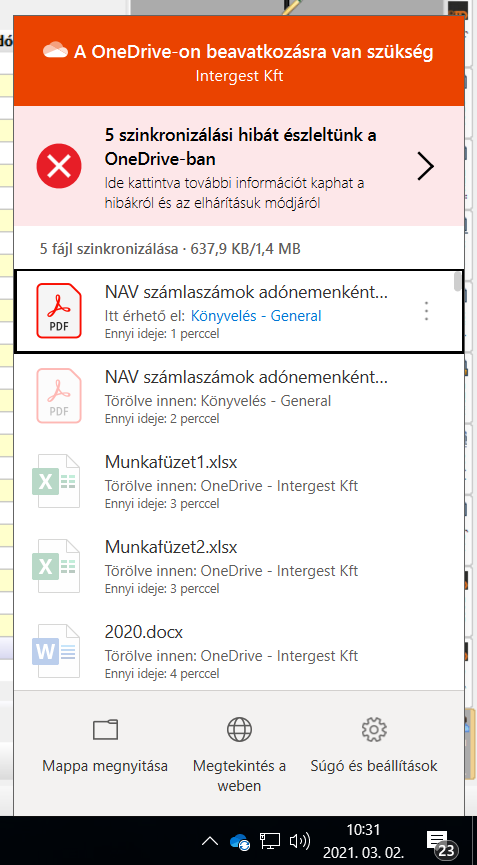 A OneDrive-on beavatkozásra van szükség
Intergest Kft
5 szinkronizálási hibát észleltünk a
OneDrive-ban
Ide kattintva további információt kaphat a
hibákról és az elhárításuk módjáról
5 fájl szinkronizálása · 637,9 KB/1,4 MB
NAV számlaszámok adónemenként...
Itt érhető el: Könyvelés - General
Ennyi ideje: 1 perccel
PDF
NAV számlaszámok adónemenként...
Törölve innen: Könyvelés - General
Ennyi ideje: 2 perccel
PDF
Munkafüzet1.xlsx
Törölve innen: OneDrive - Intergest Kft
Ennyi ideje: 3 perccel
X
Munkafüzet2.xlsx
Törölve innen: OneDrive - Intergest Kft
Ennyi ideje: 3 perccel
X
2020.docx
Törölve innen: OneDrive - Intergest Kft
Ennyi ideje: 4 perccel
W
Mappa megnyitása
Megtekintés a
weben
Súgó és beállítások
10:31
2021. 03. 02.
23